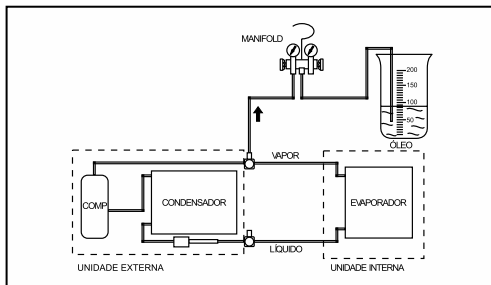 MANIFOLD
200
150
100
50
ÓLEO
VAPOR
COMP
CONDENSADOR
EVAPORADOR
LÍQUIDO
UNIDADE EXTERNA
UNIDADE INTERNA